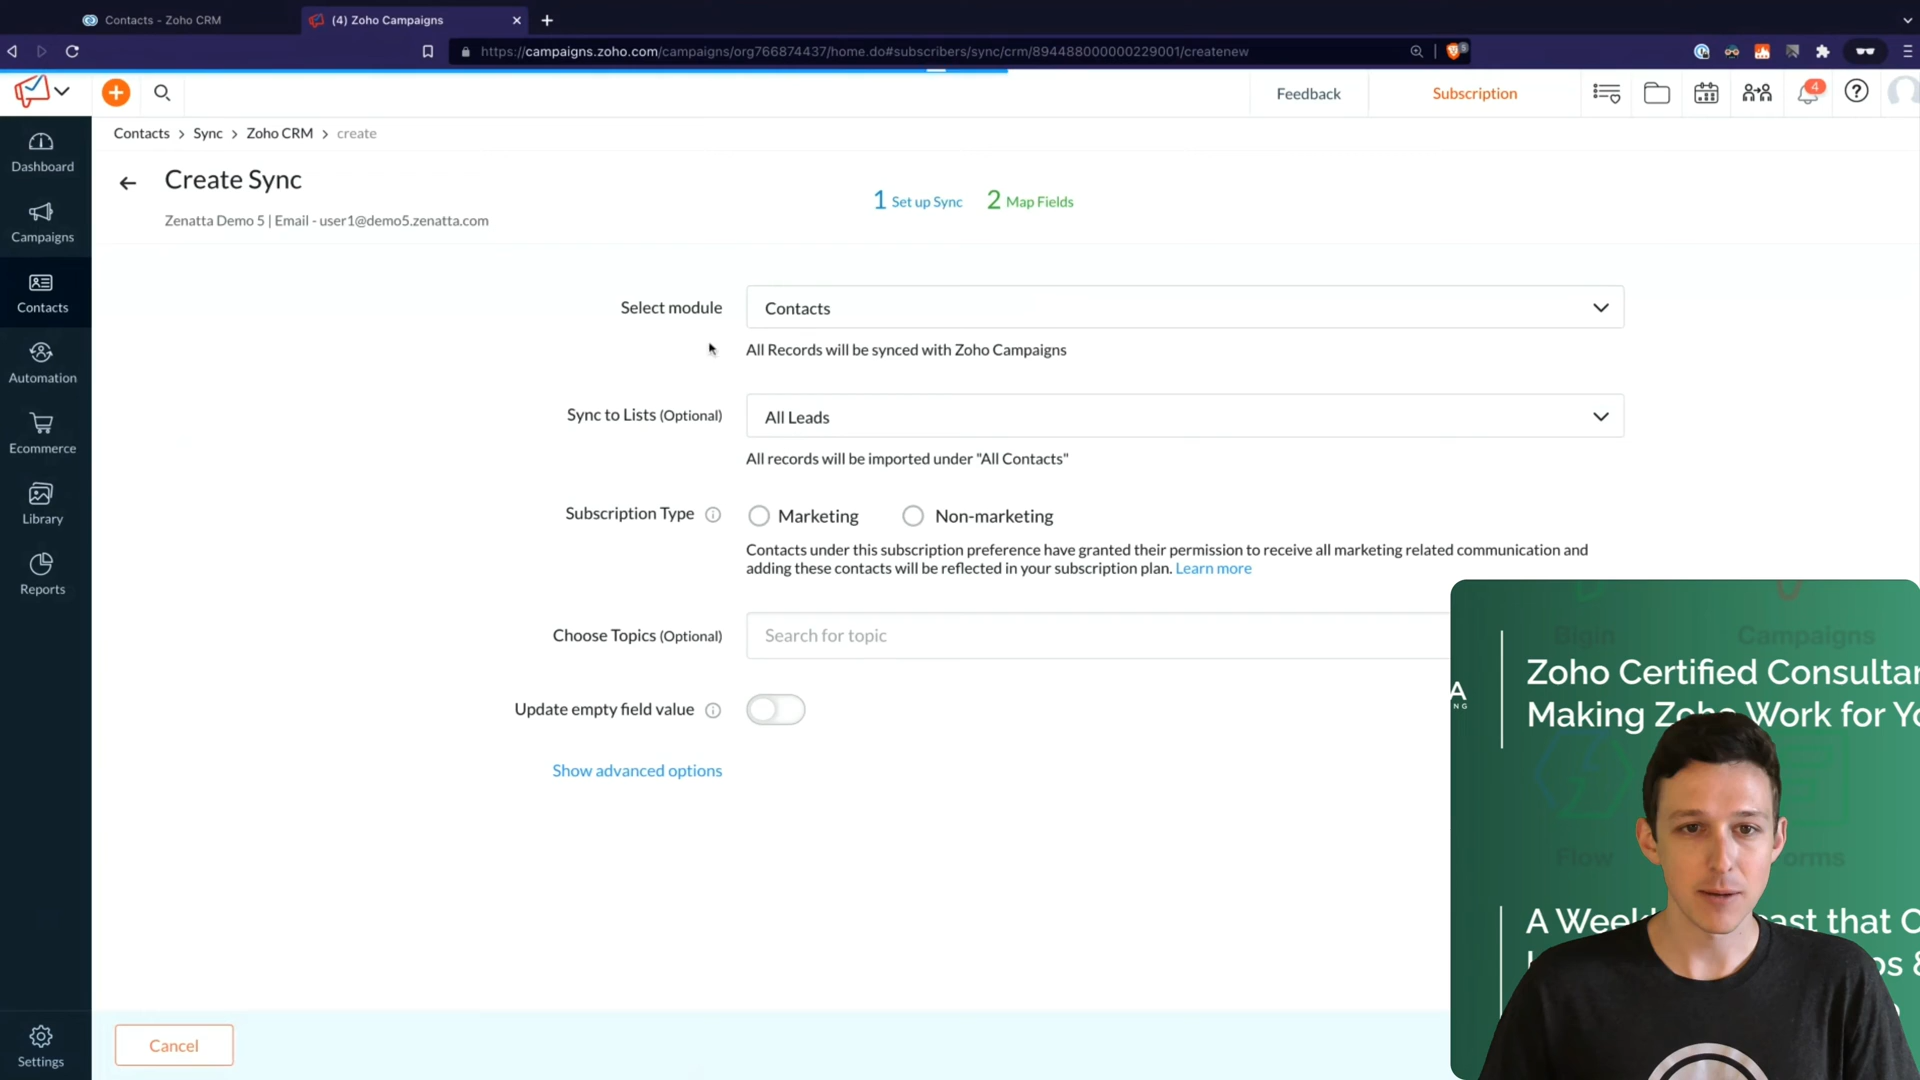 Contacts - Zoho CRM
(4) Zoho Campaigns
https://campaigns.zoho.com/campaigns/org766874437/home.do#subscribers/sync/crm/894488000000229001/createnew
Feedback
Subscription
4
Dashboard
Campaigns
Contacts
Automation
Ecommerce
Library
Reports
Settings
Contacts > Sync > Zoho CRM > create
Create Sync
Zenatta Demo 5 | Email - user1@demo5.zenatta.com
1 Set up Sync 2 Map Fields
Select module
Contacts
All Records will be synced with Zoho Campaigns
Sync to Lists (Optional)
All Leads
All records will be imported under "All Contacts"
Subscription Type
Marketing
Non-marketing
Contacts under this subscription preference have granted their permission to receive all marketing related communication and
adding these contacts will be reflected in your subscription plan. Learn more
Choose Topics (Optional)
Search for topic
Update empty field value
Show advanced options
Cancel
Bigin
Campaigns
Zoho Certified
Making Work for
Flow
A that